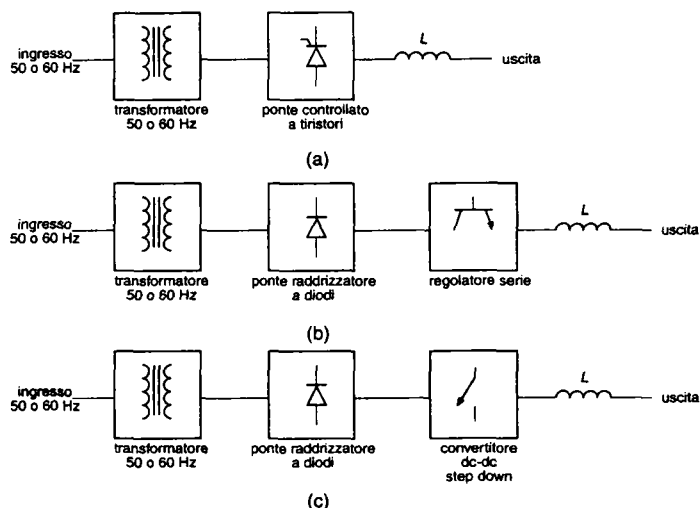 L
ingresso
50 o 60 Hz
uscita
transformatore
50 o 60 Hz
ponte controllato
a tiristori
(a)
L
ingresso
50 o 60 Hz
uscita
transformatore
50 o 60 Hz
ponte raddrizzatore
a diodi
regolatore serie
(b)
L
ingresso
50 o 60 Hz
uscita
transformatore
50 o 60 Hz
ponte raddrizzatore
a diodi
convertitore
dc-dc
step down
(c)